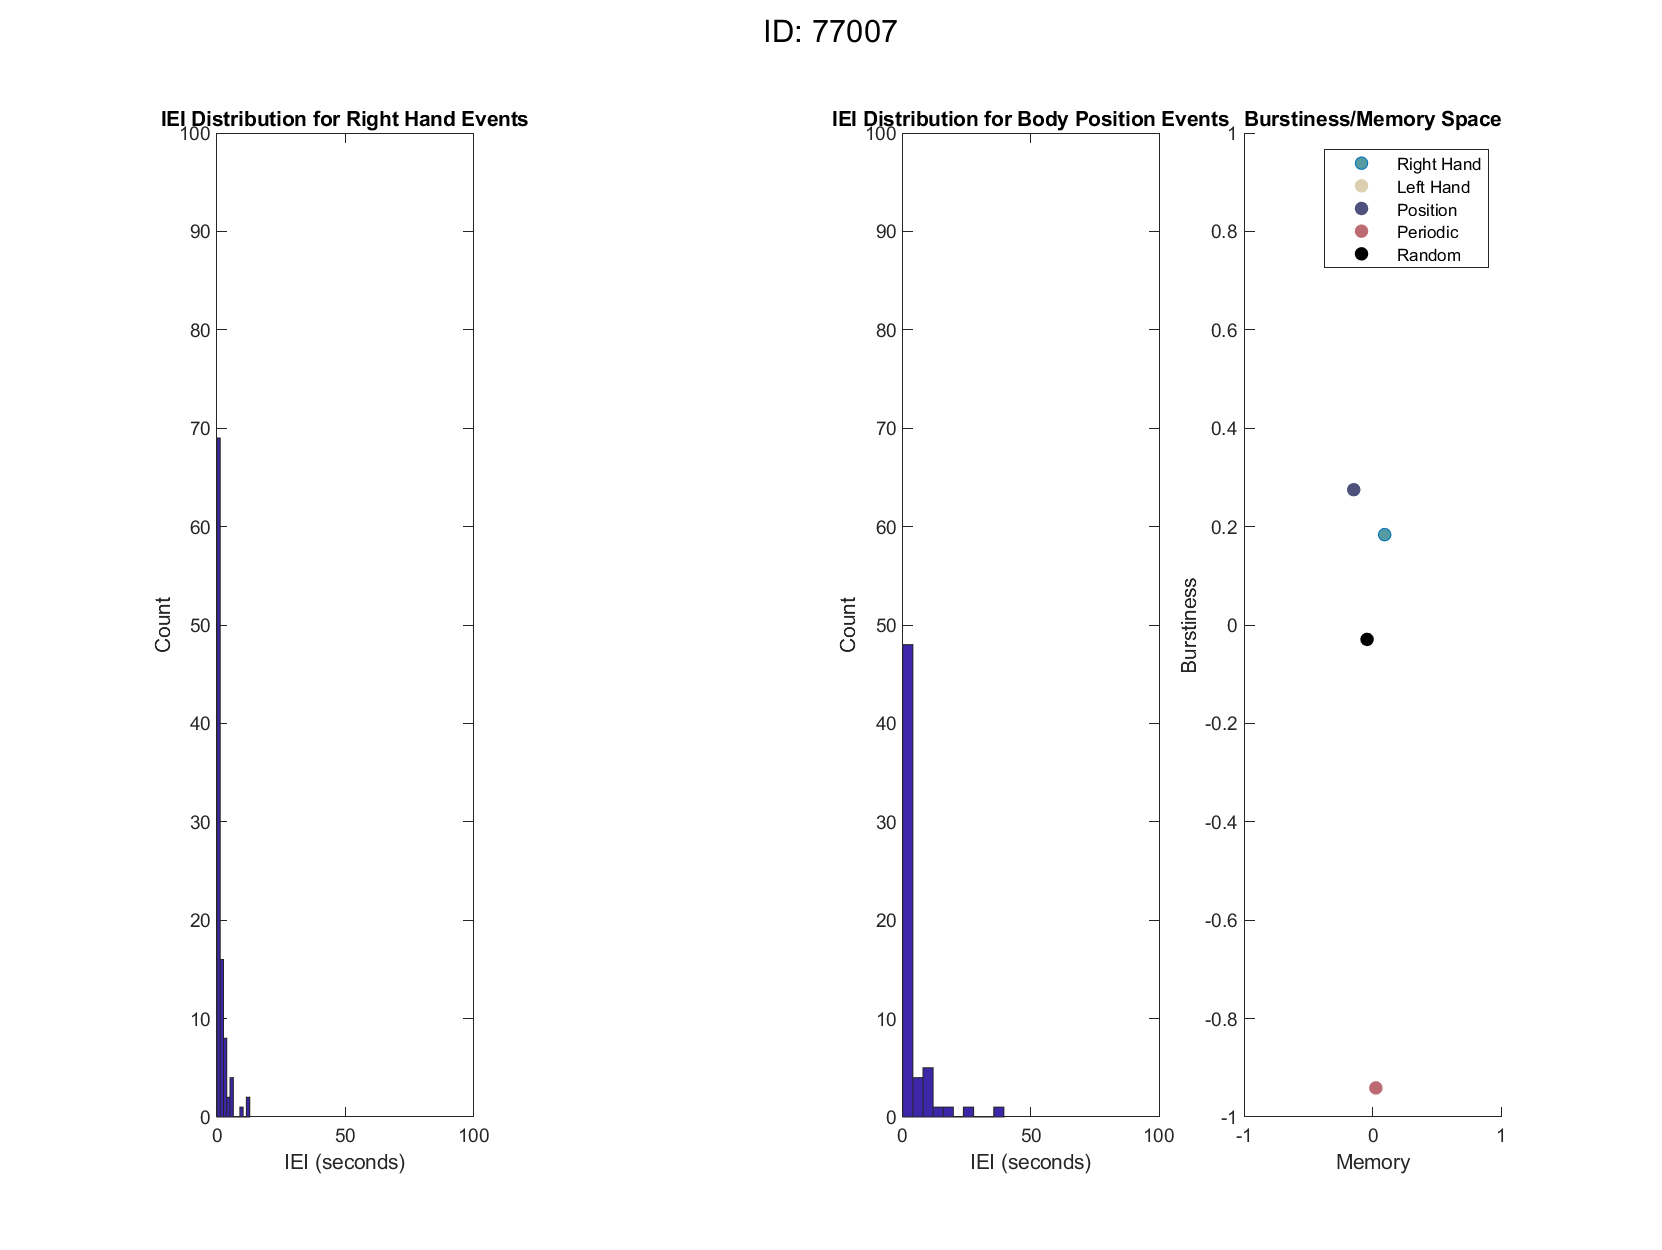 ID: 77007
IEI Distribution for Right Hand Events
100
90
80
70
60
50
40
30
20
10
0
Count
0 50 100
IEI (seconds)
IEI Distribution for Body Position Events
100
90
80
70
60
50
40
30
20
10
0
Count
0 50 100
IEI (seconds)
Burstiness/Memory Space
1
0.8
0.6
0.4
0.2
0
-0.2
-0.4
-0.6
-0.8
-1
Burstiness
-1 0 1
Memory
Right Hand
Left Hand
Position
Periodic
Random